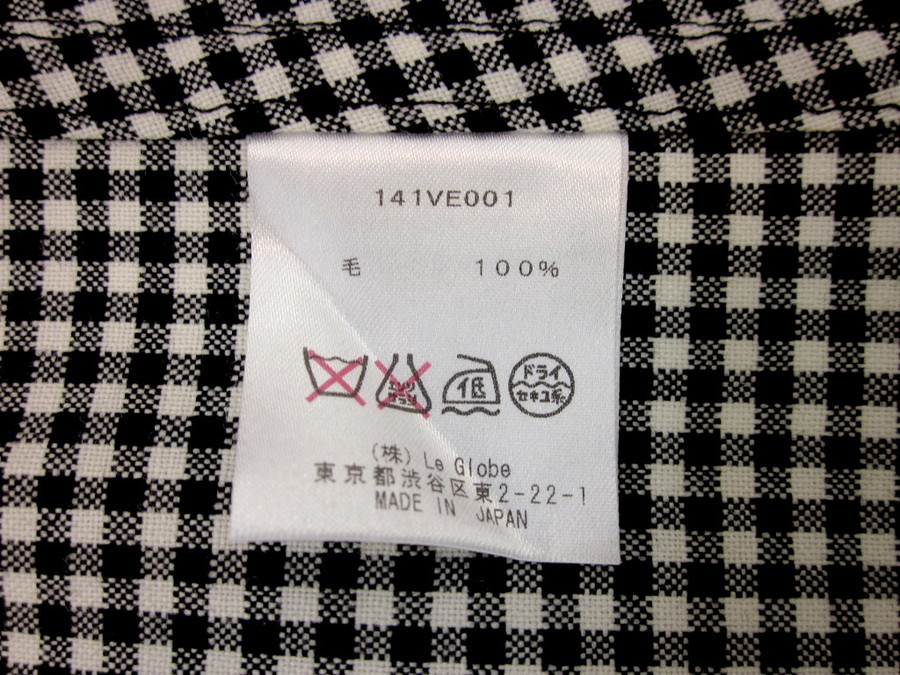 141VE001
毛 100%
低 ドライ
セキユ系
(株) Le Globe
東京都渋谷区東2-22-1
MADE IN JAPAN